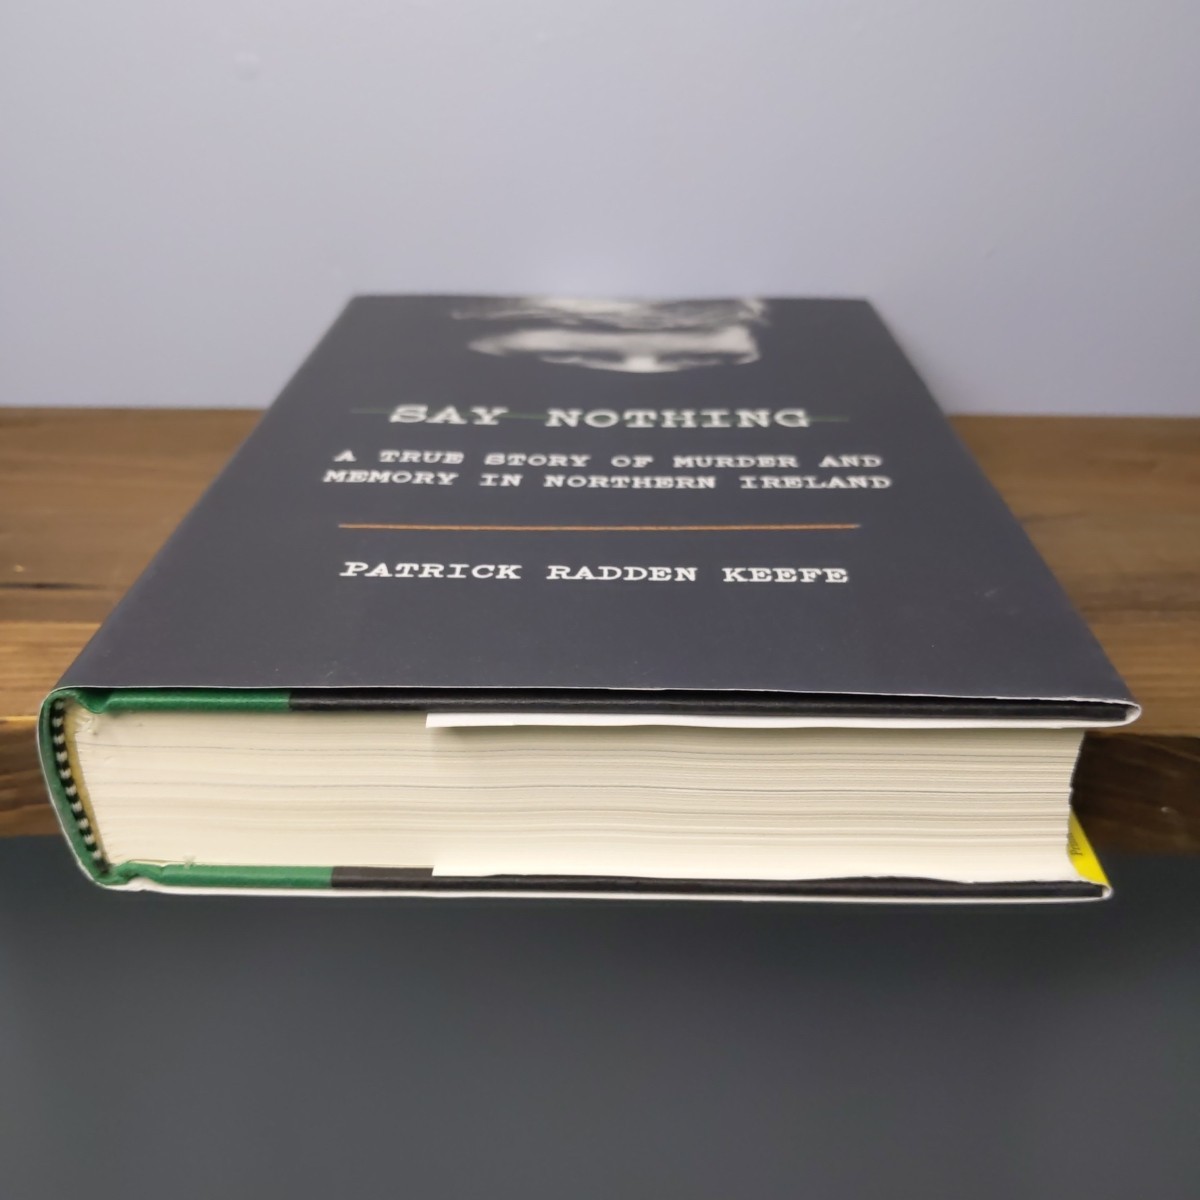 SAY NOTHING
A TRUE STORY OF MURDER AND
MEMORY IN NORTHERN IRELAND
PATRICK RADDEN KEEFE